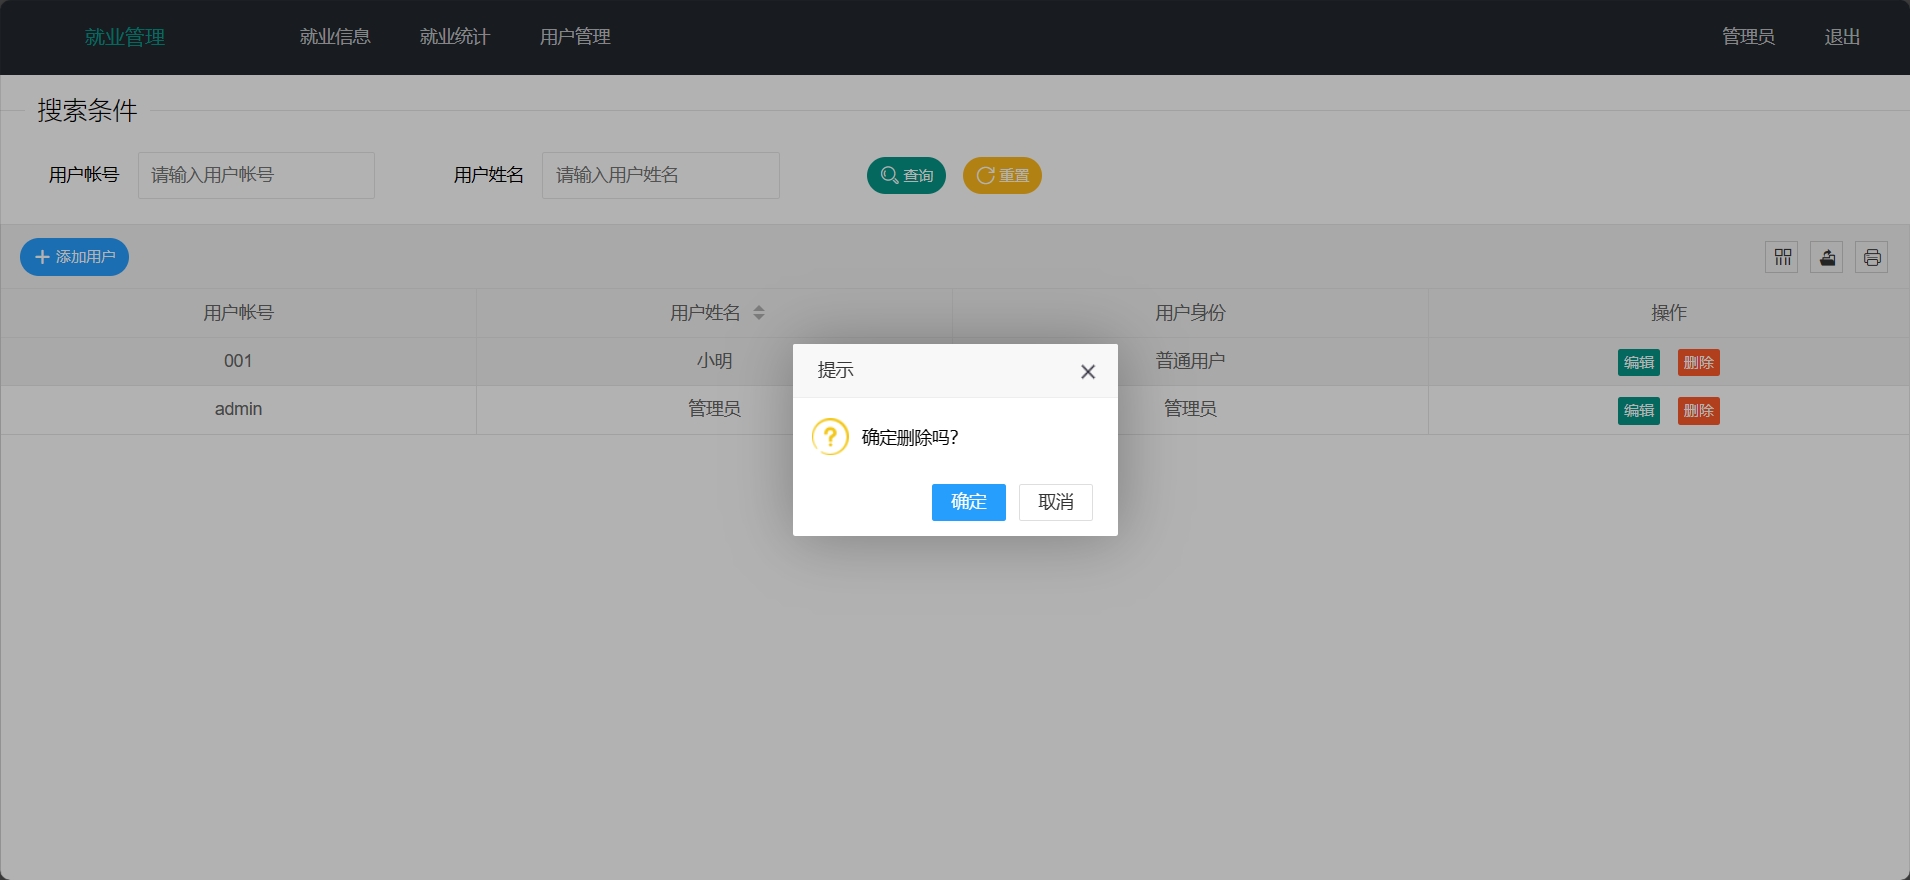 就业管理 就业信息 就业统计 用户管理 管理员 退出
搜索条件
用户帐号 请输入用户帐号 用户姓名 请输入用户姓名 查询 重置
添加用户
用户帐号 用户姓名 用户身份 操作
001 小明 普通用户 编辑 删除
admin 管理员 管理员 编辑 删除
提示
确定删除吗?
确定 取消